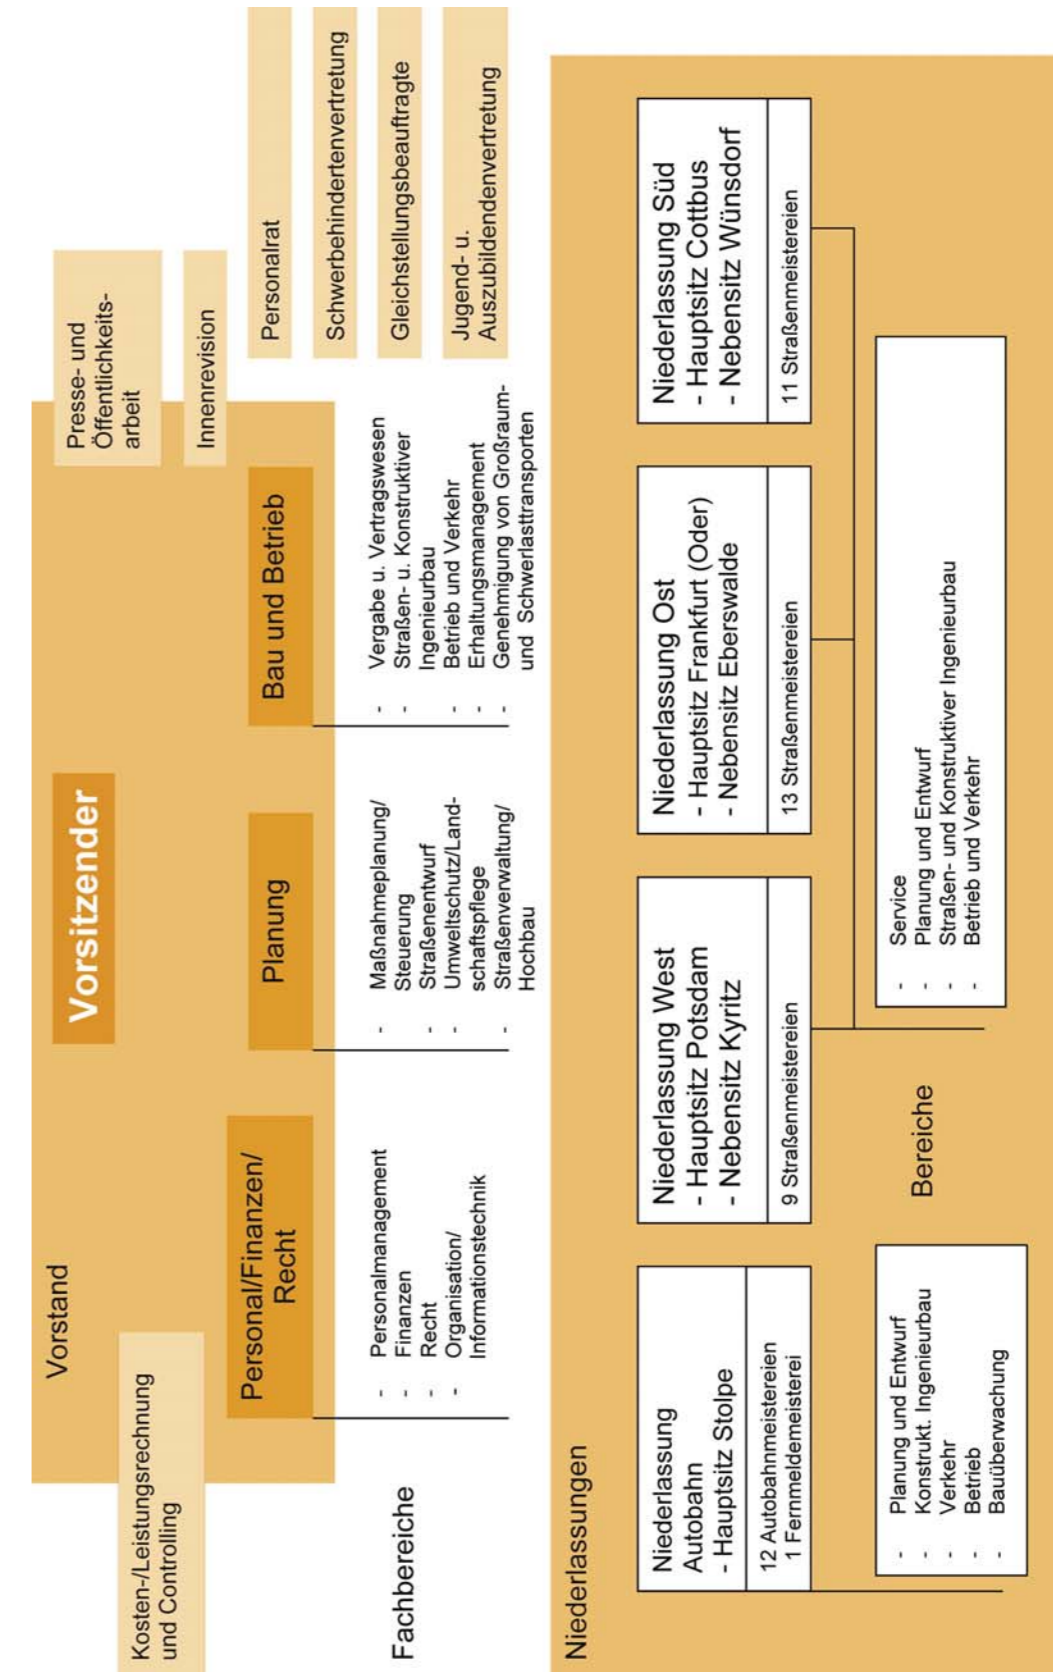 Vorstand
Vorsitzender
Presse- und
Öffentlichkeits-
arbeit
Innenrevision
Kosten-/Leistungsrechnung
und Controlling
Personal/Finanzen/
Recht
Planung
Bau und Betrieb
Personalrat
Schwerbehindertenvertretung
Gleichstellungsbeauftragte
Jugend- u.
Auszubildendenvertretung
Fachbereiche
- Personalmanagement
- Finanzen
- Recht
- Organisation/
Informationstechnik
- Maßnahmeplanung/
Steuerung
- Straßenentwurf
- Umweltschutz/Land-
schaftspflege
- Straßenverwaltung/
Hochbau
- Vergabe u. Vertragswesen
- Straßen- u. Konstruktiver
Ingenieurbau
- Betrieb und Verkehr
- Erhaltungsmanagement
- Genehmigung von Großraum-
und Schwerlasttransporten
Niederlassungen
Niederlassung
Autobahn
- Hauptsitz Stolpe
12 Autobahnmeistereien
1 Fernmeldemeisterei
Niederlassung West
- Hauptsitz Potsdam
- Nebensitz Kyritz
9 Straßenmeistereien
Niederlassung Ost
- Hauptsitz Frankfurt (Oder)
- Nebensitz Eberswalde
13 Straßenmeistereien
Niederlassung Süd
- Hauptsitz Cottbus
- Nebensitz Wünsdorf
11 Straßenmeistereien
- Planung und Entwurf
- Konstrukt. Ingenieurbau
- Verkehr
- Betrieb
- Bauüberwachung
Bereiche
- Service
- Planung und Entwurf
- Straßen- und Konstruktiver Ingenieurbau
- Betrieb und Verkehr